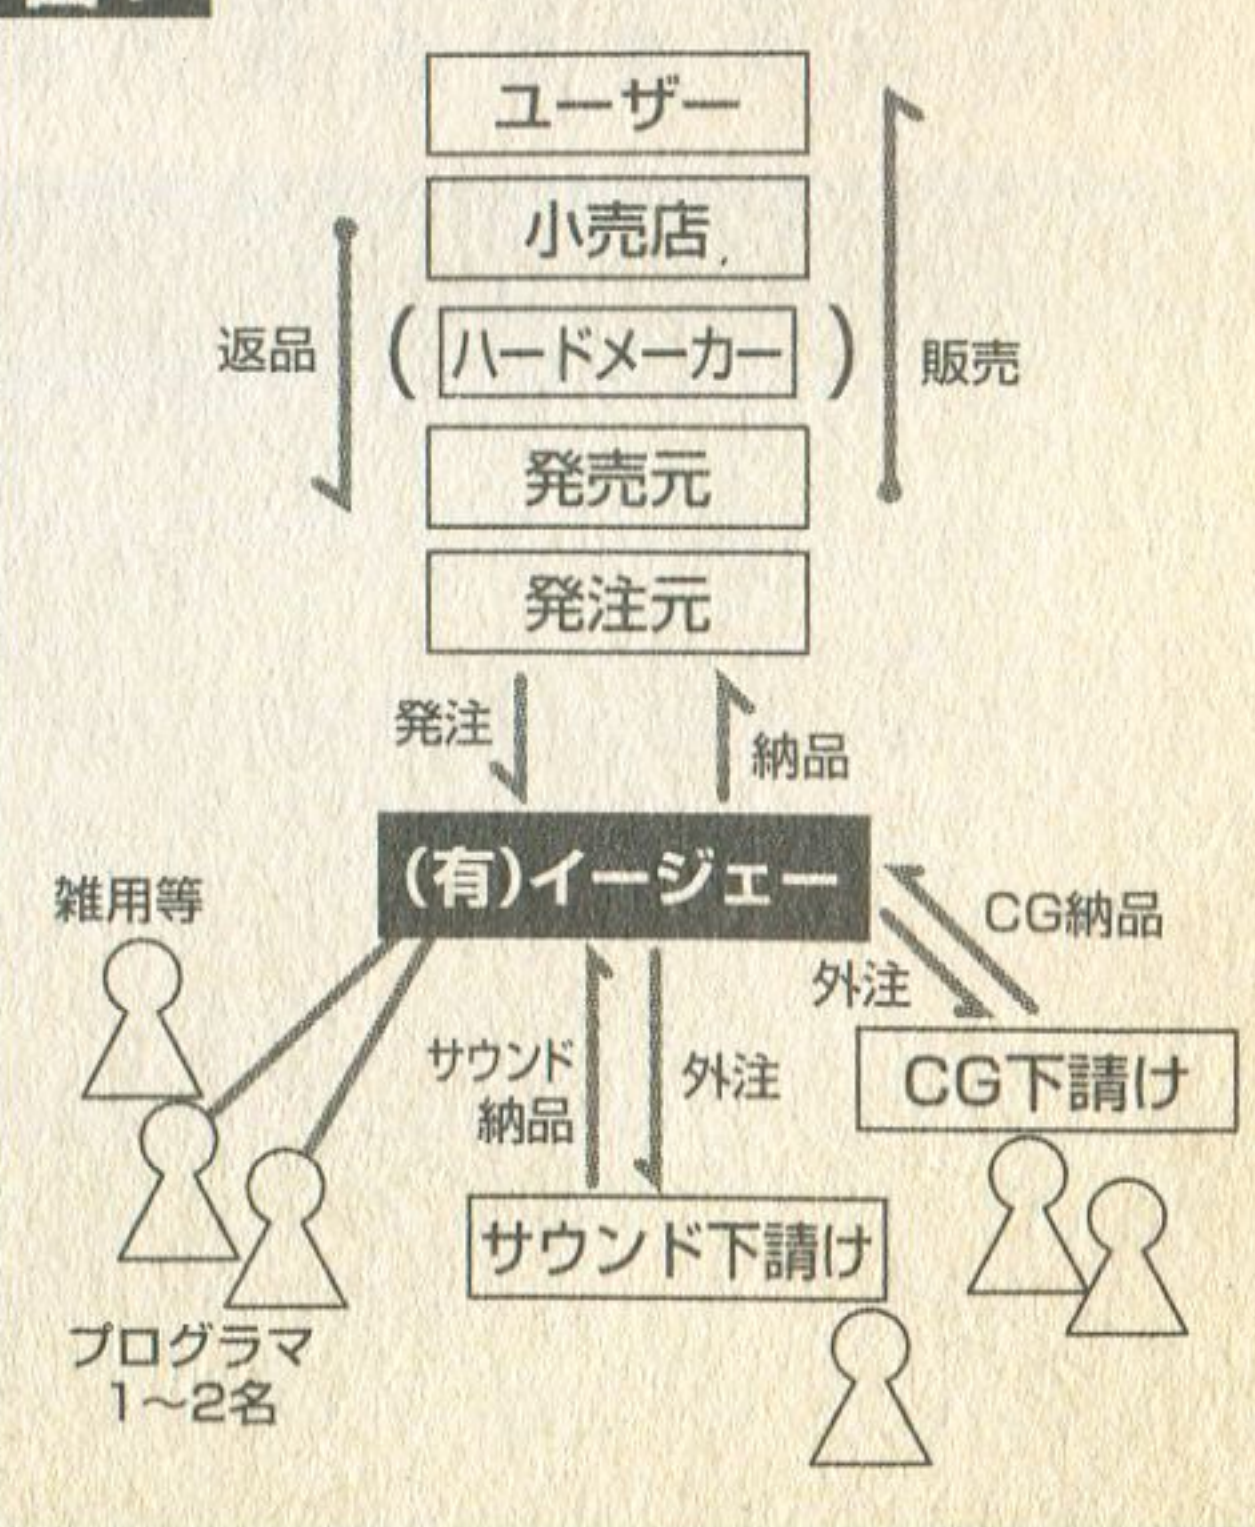 ユーザー
小売店
返品
(ハードメーカー)
販売
発売元
発注元
発注
納品
(有)イージェー
雑用等
CG納品
外注
サウンド
納品
外注
CG下請け
サウンド下請け
プログラマ
1〜2名